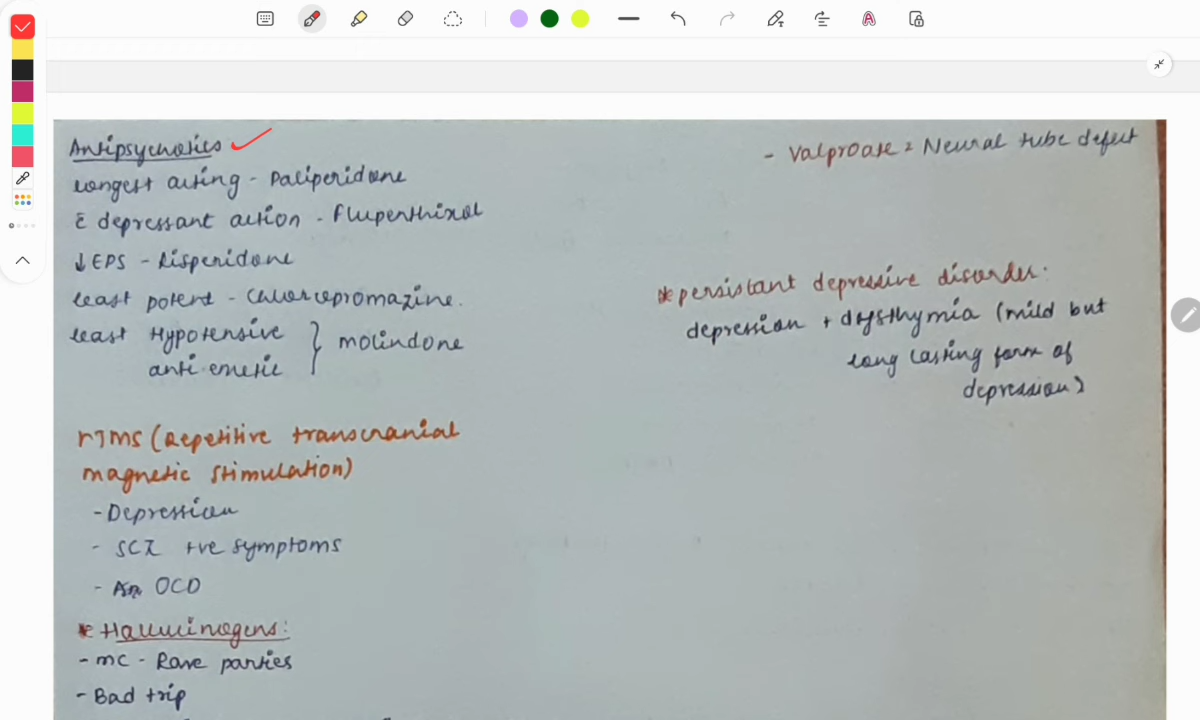 Antipsychotics
longest acting - Paliperidone
c̄ depressant action - Flupenthixol
↓EPS - Risperidone
least potent - Chlorcpromazine.
least Hypotensive
anti emetic } molindone
rTMS (Repetitive transcranial
magnetic stimulation)
- Depression
- SCZ +ve symptoms
- OCD
* Hallucinogens:
- mc - Rave parties
- Bad trip
- Valproate = Neural tube defect
* persistant depressive disorder.
depression + dysthymia (mild but
long lasting form of
depression)